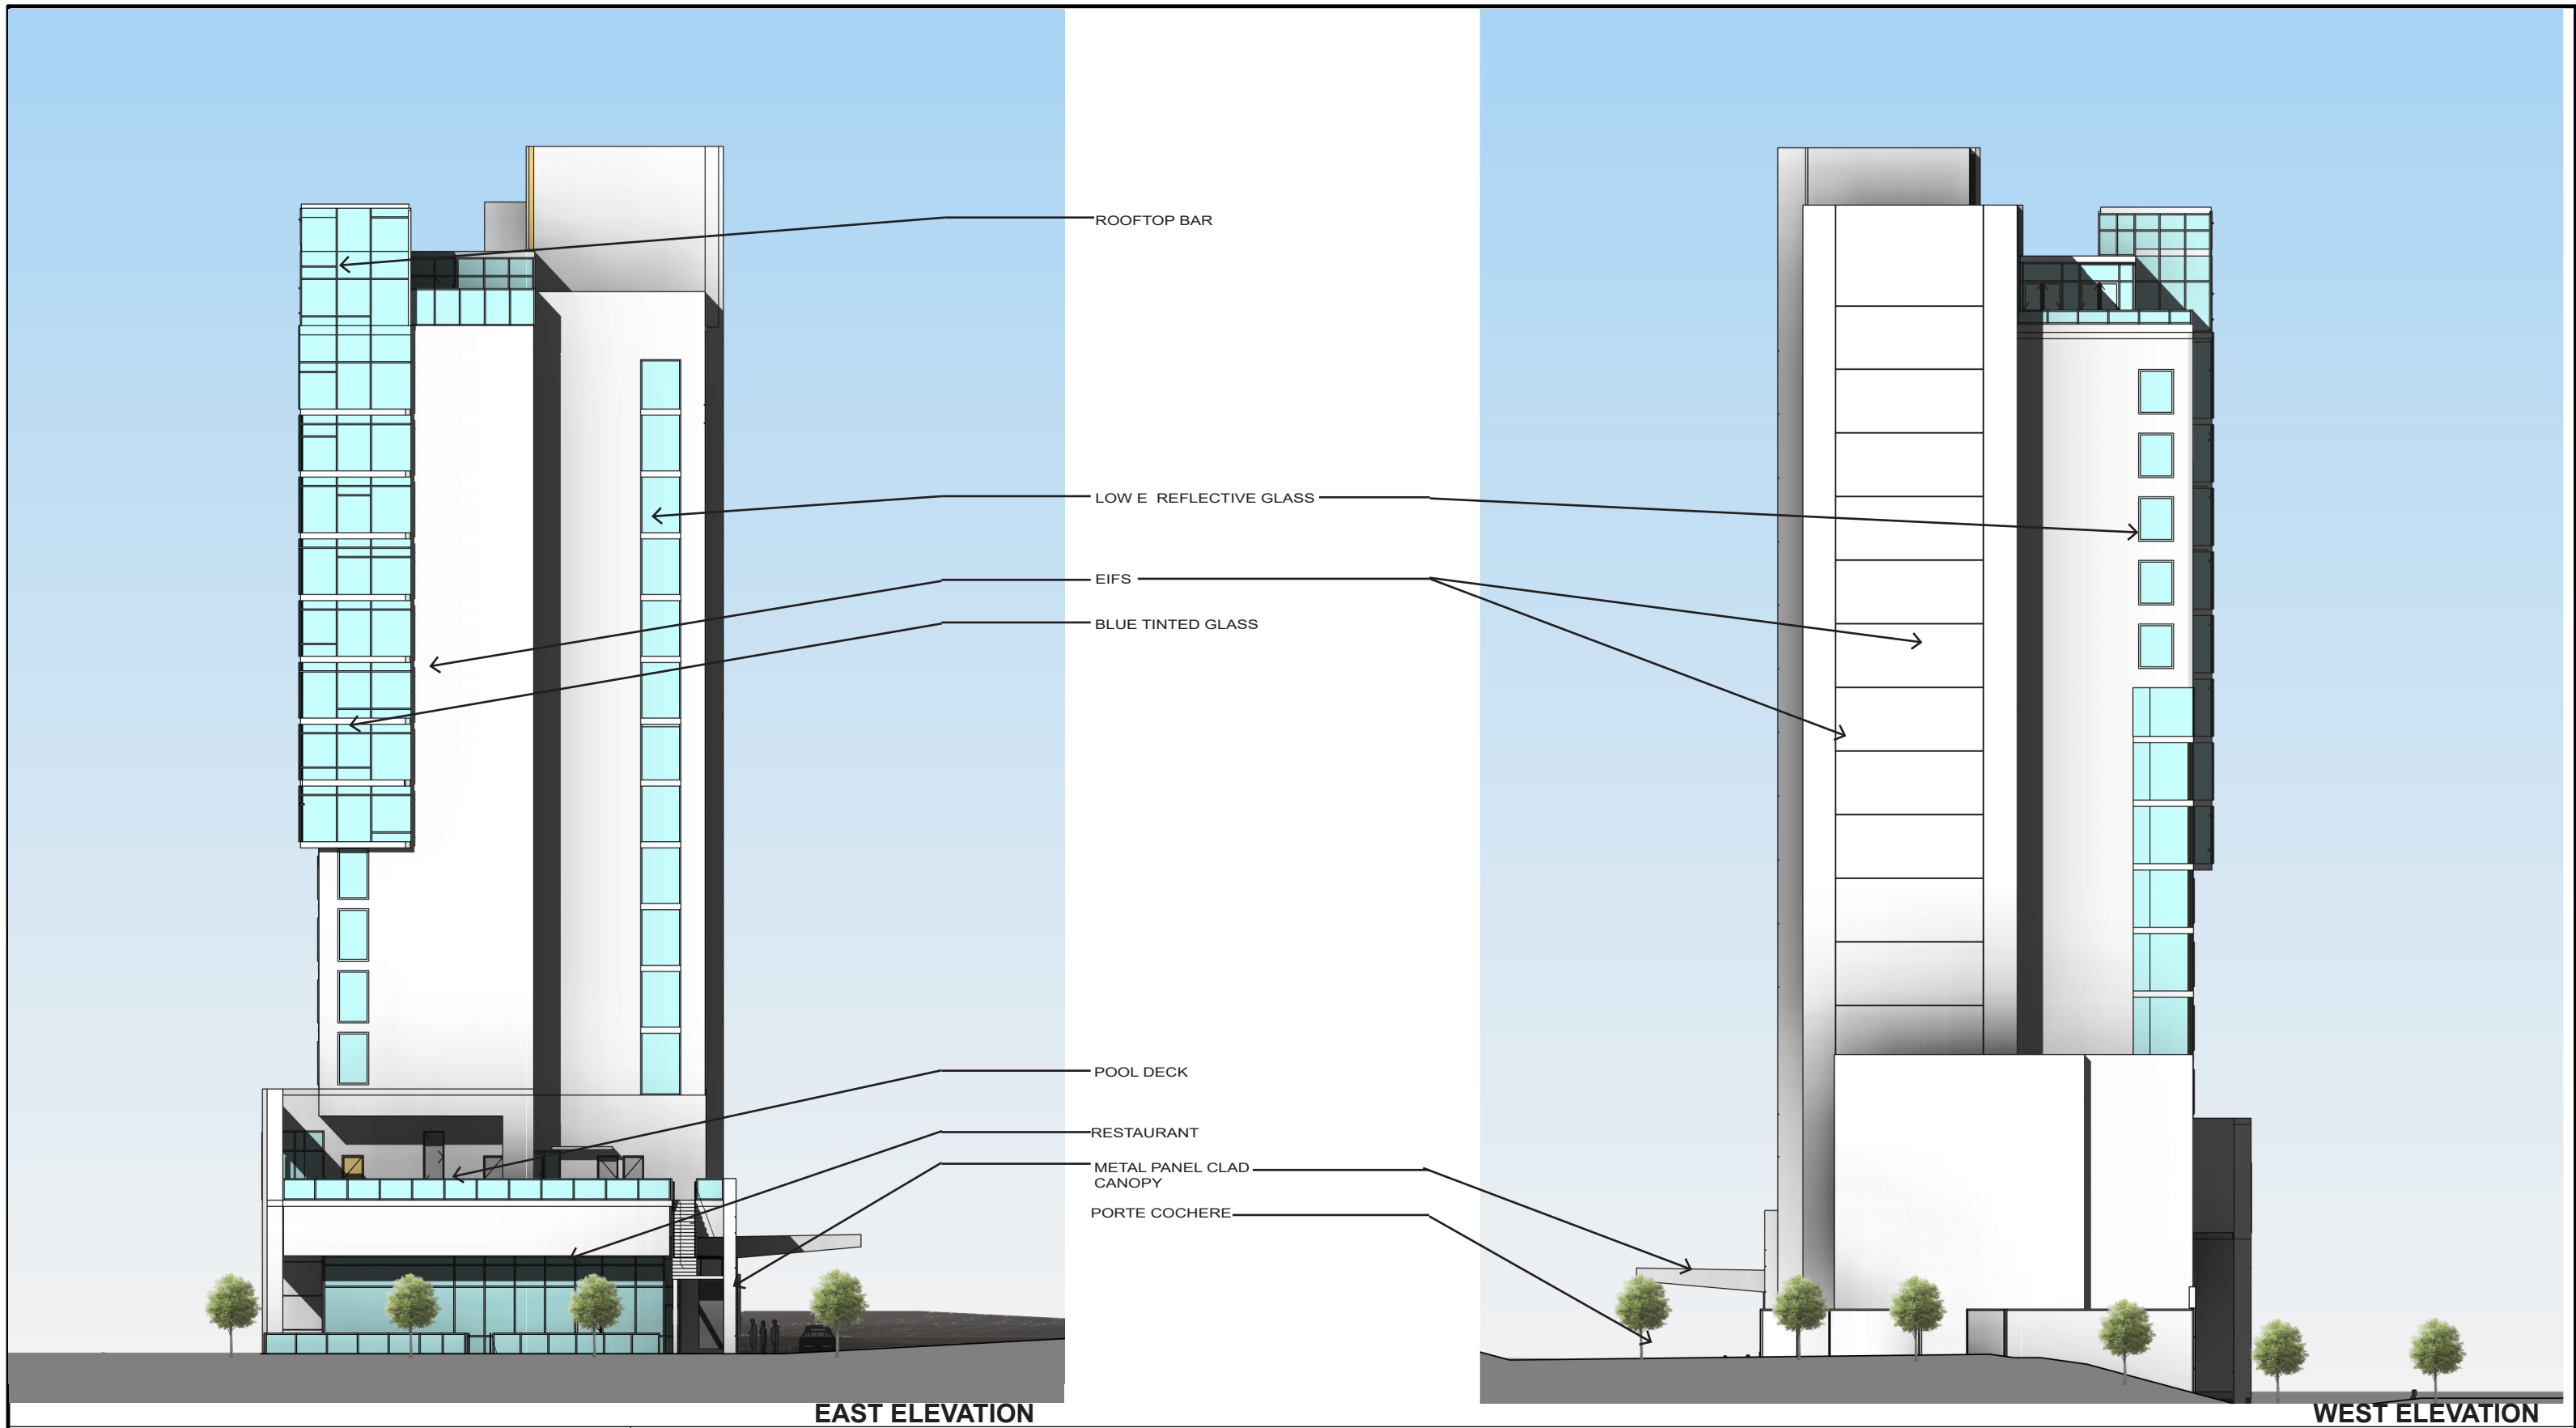 ROOFTOP BAR
LOW E  REFLECTIVE GLASS
EIFS
BLUE TINTED GLASS
POOL DECK
RESTAURANT
METAL PANEL CLAD
CANOPY
PORTE COCHERE
EAST ELEVATION
WEST ELEVATION